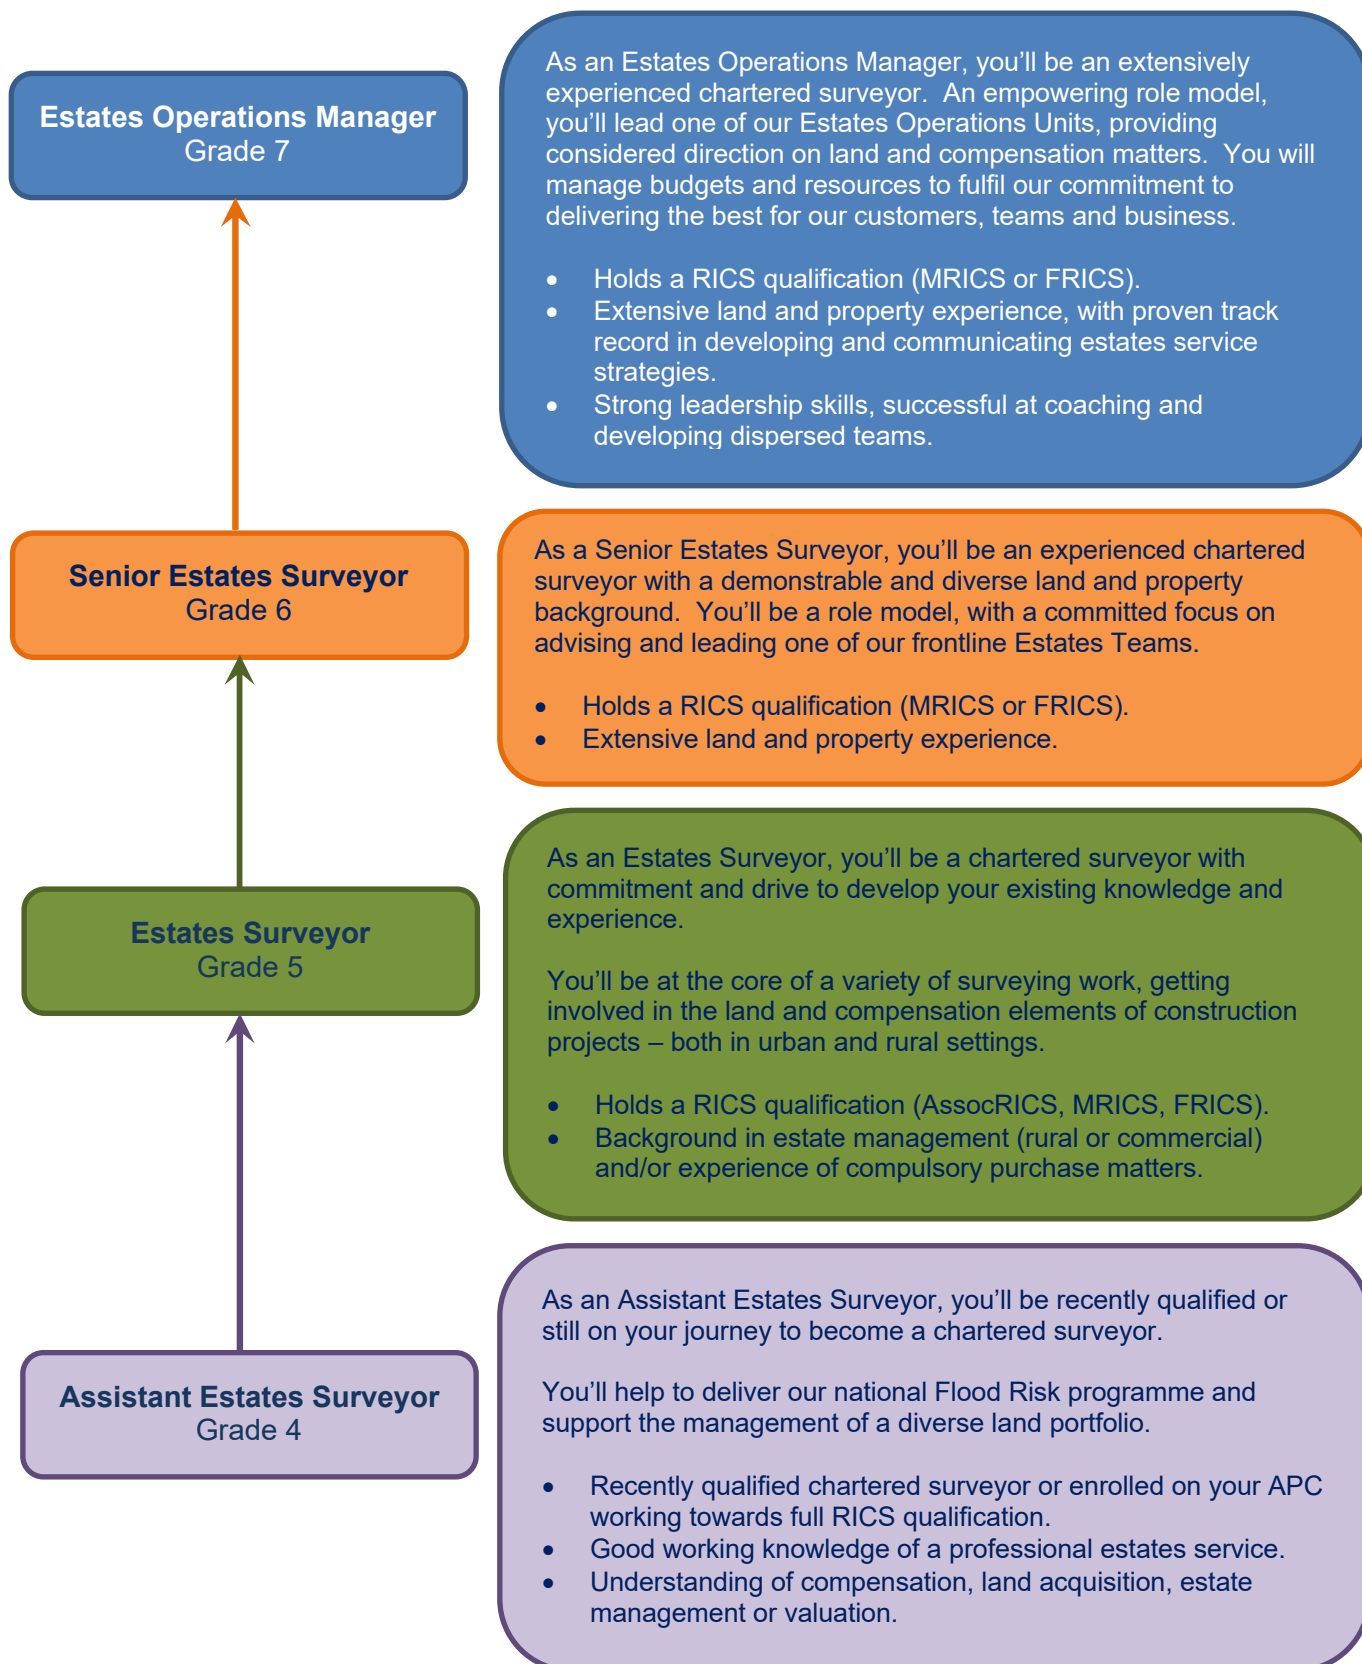 Estates Operations Manager
Grade 7
As an Estates Operations Manager, you’ll be an extensively
experienced chartered surveyor.  An empowering role model,
you’ll lead one of our Estates Operations Units, providing
considered direction on land and compensation matters.  You will
manage budgets and resources to fulfil our commitment to
delivering the best for our customers, teams and business.
• Holds a RICS qualification (MRICS or FRICS).
• Extensive land and property experience, with proven track
record in developing and communicating estates service
strategies.
• Strong leadership skills, successful at coaching and
developing dispersed teams.
Senior Estates Surveyor
Grade 6
As a Senior Estates Surveyor, you’ll be an experienced chartered
surveyor with a demonstrable and diverse land and property
background.  You’ll be a role model, with a committed focus on
advising and leading one of our frontline Estates Teams.
• Holds a RICS qualification (MRICS or FRICS).
• Extensive land and property experience.
Estates Surveyor
Grade 5
As an Estates Surveyor, you’ll be a chartered surveyor with
commitment and drive to develop your existing knowledge and
experience.
You’ll be at the core of a variety of surveying work, getting
involved in the land and compensation elements of construction
projects – both in urban and rural settings.
• Holds a RICS qualification (AssocRICS, MRICS, FRICS).
• Background in estate management (rural or commercial)
and/or experience of compulsory purchase matters.
Assistant Estates Surveyor
Grade 4
As an Assistant Estates Surveyor, you’ll be recently qualified or
still on your journey to become a chartered surveyor.
You’ll help to deliver our national Flood Risk programme and
support the management of a diverse land portfolio.
• Recently qualified chartered surveyor or enrolled on your APC
working towards full RICS qualification.
• Good working knowledge of a professional estates service.
• Understanding of compensation, land acquisition, estate
management or valuation.